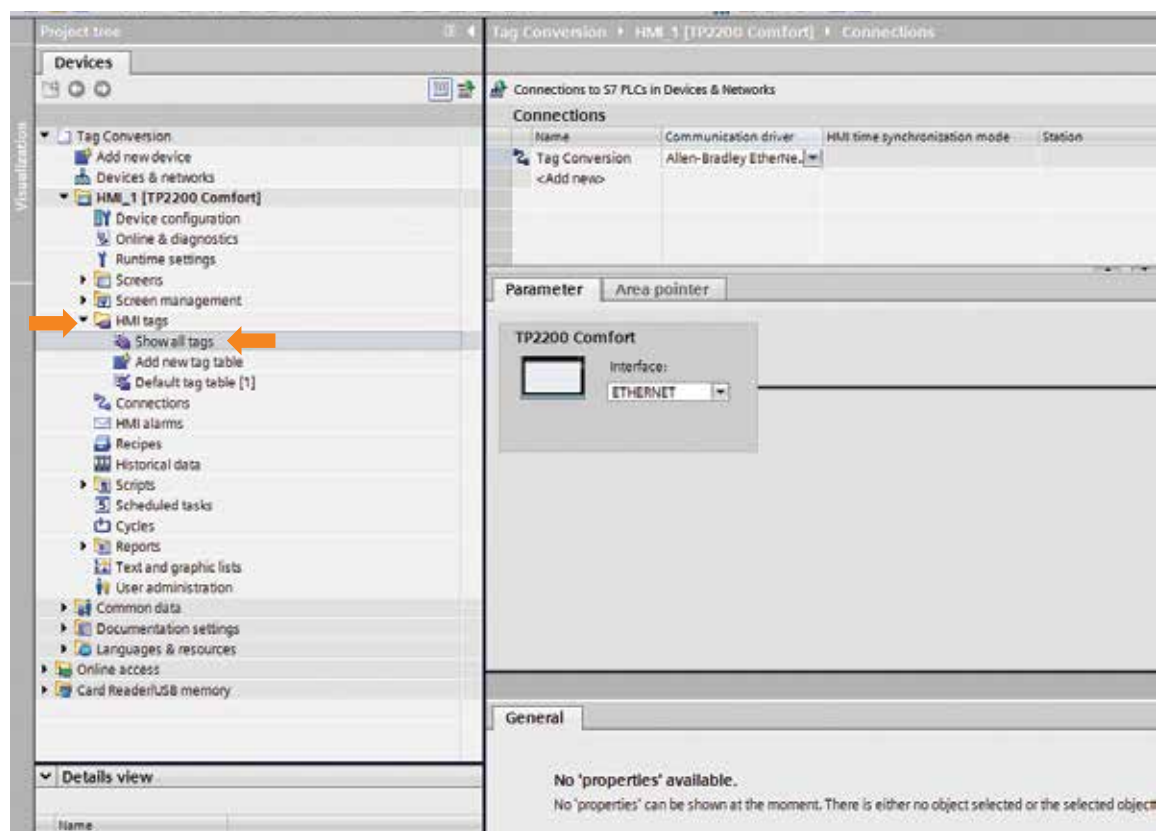 Project tree
Tag Conversion ▸ HMI_1 [TP2200 Comfort] ▸ Connections
Devices
Visualization
Connections to S7 PLCs in Devices & Networks
Connections
Name Communication driver HMI time synchronization mode Station
Tag Conversion Allen-Bradley EtherNe..
<Add new>
Tag Conversion
Add new device
Devices & networks
HMI_1 [TP2200 Comfort]
Device configuration
Online & diagnostics
Runtime settings
Screens
Screen management
HMI tags
Show all tags
Add new tag table
Default tag table [1]
Connections
HMI alarms
Recipes
Historical data
Scripts
Scheduled tasks
Cycles
Reports
Text and graphic lists
User administration
Common data
Documentation settings
Languages & resources
Online access
Card Reader/USB memory
Parameter Area pointer
TP2200 Comfort
Interface:
ETHERNET
Details view
Name
General
No 'properties' available.
No 'properties' can be shown at the moment. There is either no object selected or the selected object